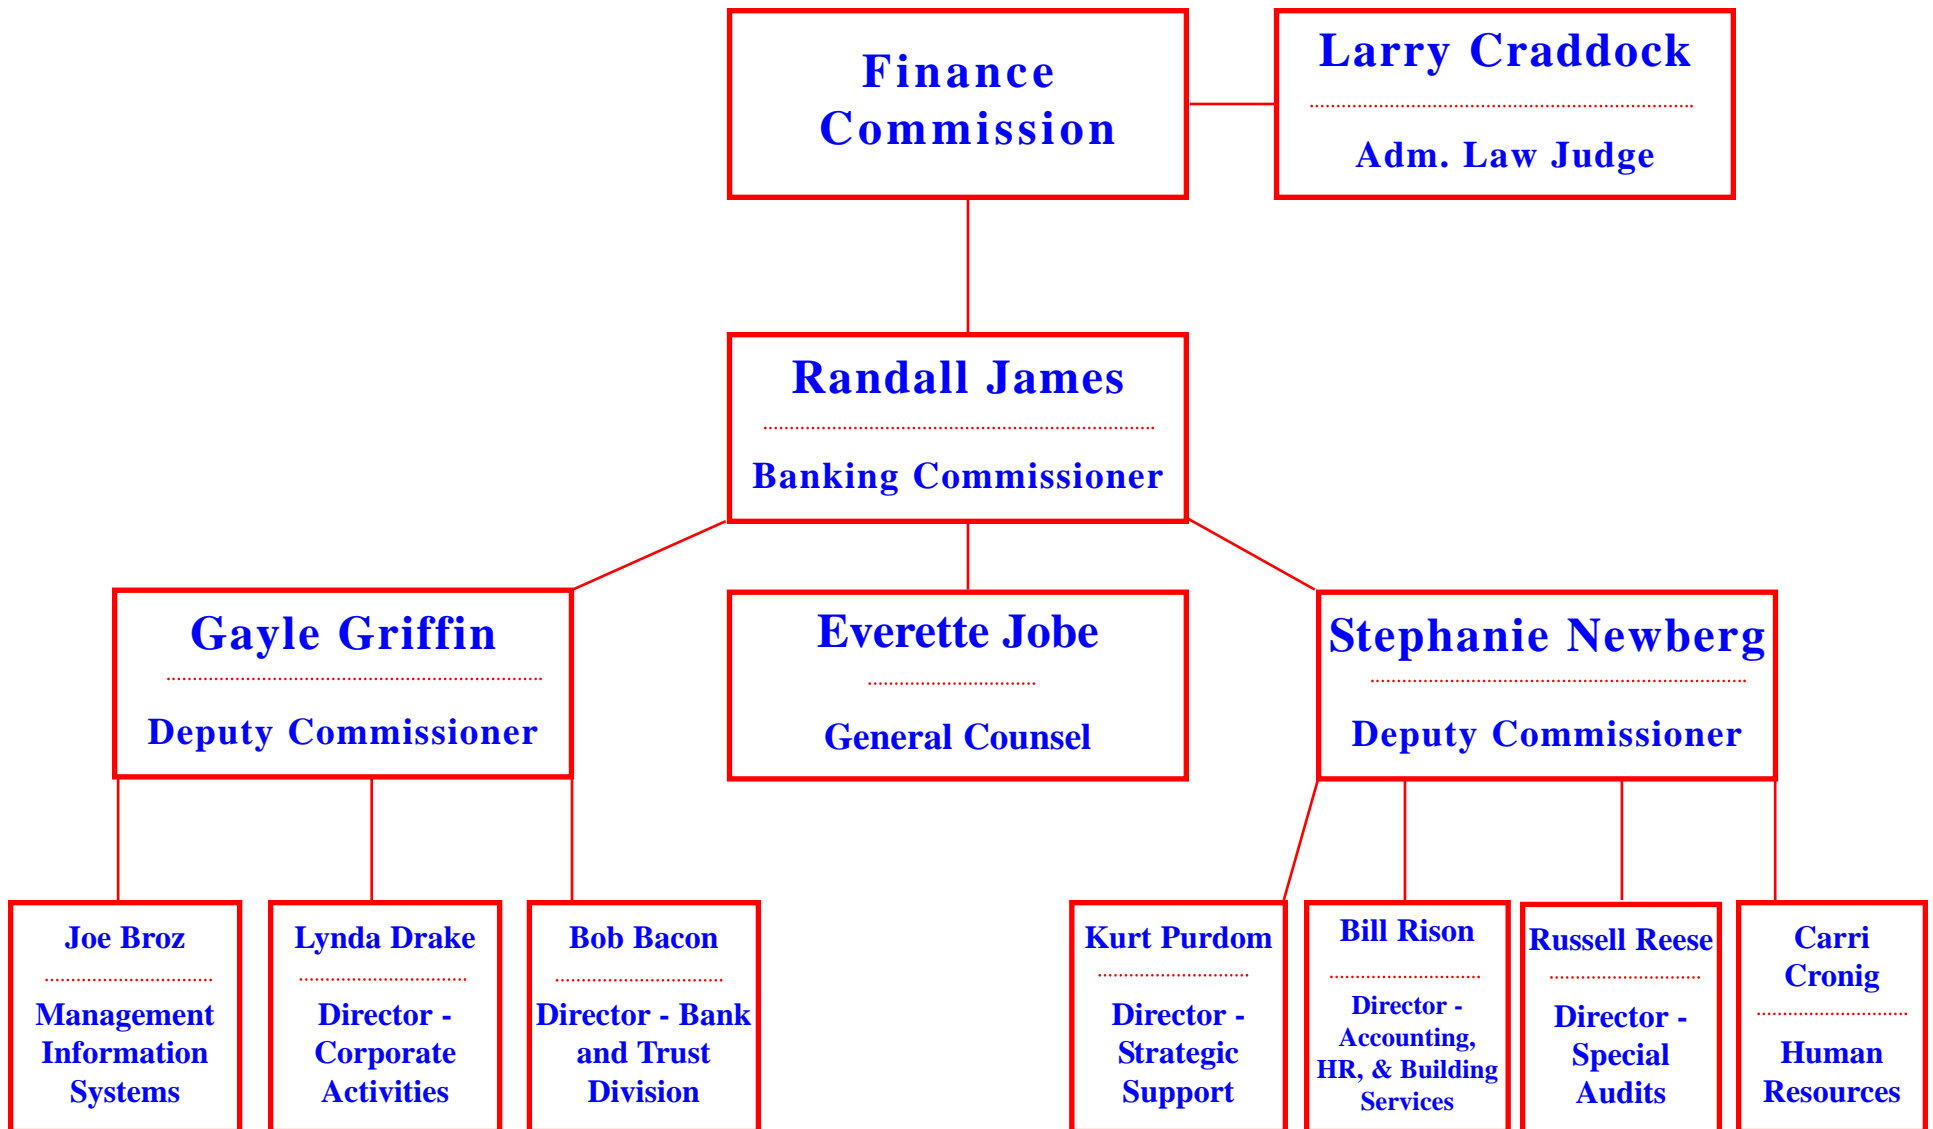 Finance
Commission
Larry Craddock
Adm. Law Judge
Randall James
Banking Commissioner
Gayle Griffin
Deputy Commissioner
Everette Jobe
General Counsel
Stephanie Newberg
Deputy Commissioner
Joe Broz
Management
Information
Systems
Lynda Drake
Director -
Corporate
Activities
Bob Bacon
Director - Bank
and Trust
Division
Kurt Purdom
Director -
Strategic
Support
Bill Rison
Director -
Accounting,
HR, & Building
Services
Russell Reese
Director -
Special
Audits
Carri
Cronig
Human
Resources